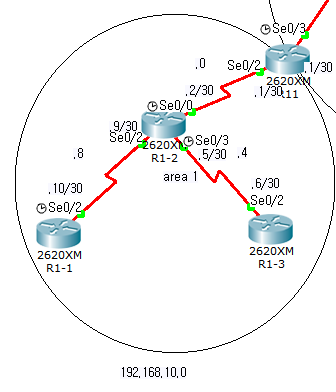 Se0/3
Se0/2
.0
.1/30
2620XM
.2/30
.1/30
t11
Se0/0
.9/30
Se0/2
2620XM
R1-2
Se0/3
.8
.5/30
.4
area 1
.10/30
.6/30
Se0/2
Se0/2
2620XM
R1-1
2620XM
R1-3
192.168.10.0